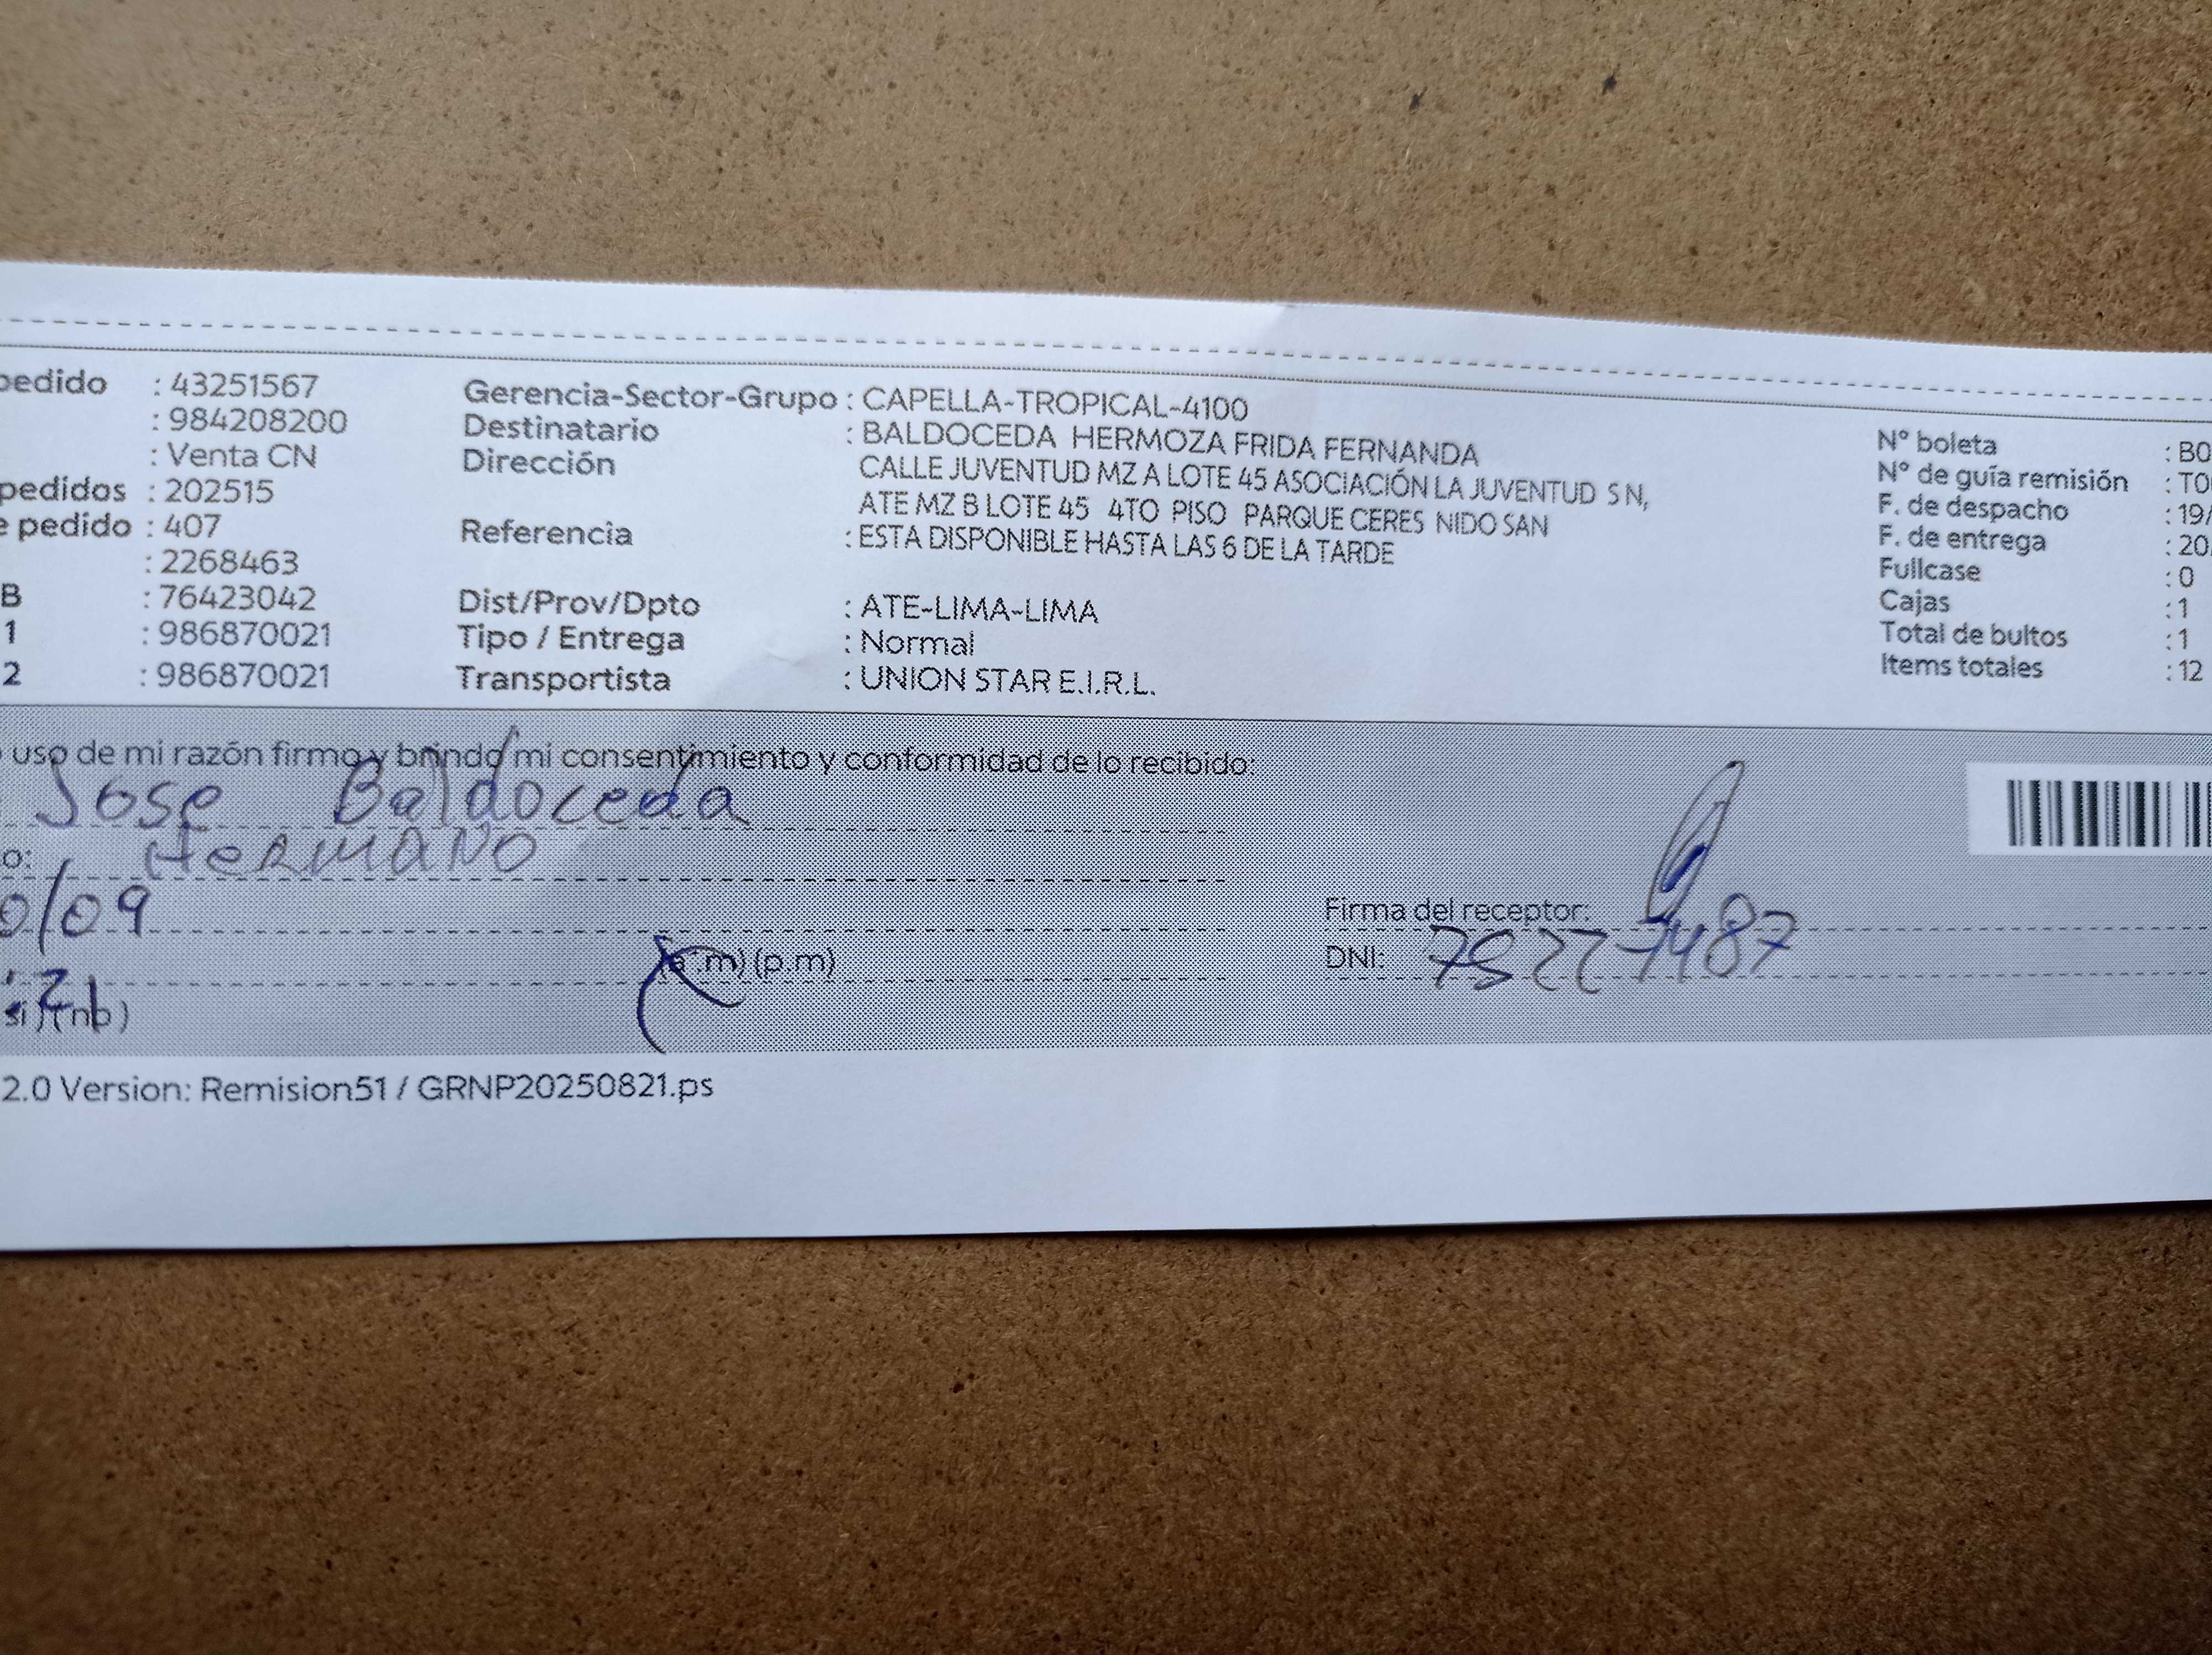 pedido : 43251567
: 984208200
: Venta CN
pedidos : 202515
e pedido : 407
: 2268463
B : 76423042
1 : 986870021
2 : 986870021
Gerencia-Sector-Grupo : CAPELLA-TROPICAL-4100
Destinatario : BALDOCEDA HERMOZA FRIDA FERNANDA
Dirección CALLE JUVENTUD MZ A LOTE 45 ASOCIACIÓN LA JUVENTUD S N,
ATE MZ B LOTE 45 4TO PISO PARQUE CERES NIDO SAN
Referencia : ESTA DISPONIBLE HASTA LAS 6 DE LA TARDE
Dist/Prov/Dpto : ATE-LIMA-LIMA
Tipo / Entrega : Normal
Transportista : UNION STAR E.I.R.L.
N° boleta : B0
N° de guía remisión : T0
F. de despacho : 19/
F. de entrega : 20
Fullcase : 0
Cajas : 1
Total de bultos : 1
Items totales : 12
uso de mi razón firmo y brindo mi consentimiento y conformidad de lo recibido:
Jose Baldoceda
o: HERMANO
0/09
(a.m) (p.m)
si) (no)
Firma del receptor:
DNI: 75227487
2.0 Version: Remision51 / GRNP20250821.ps